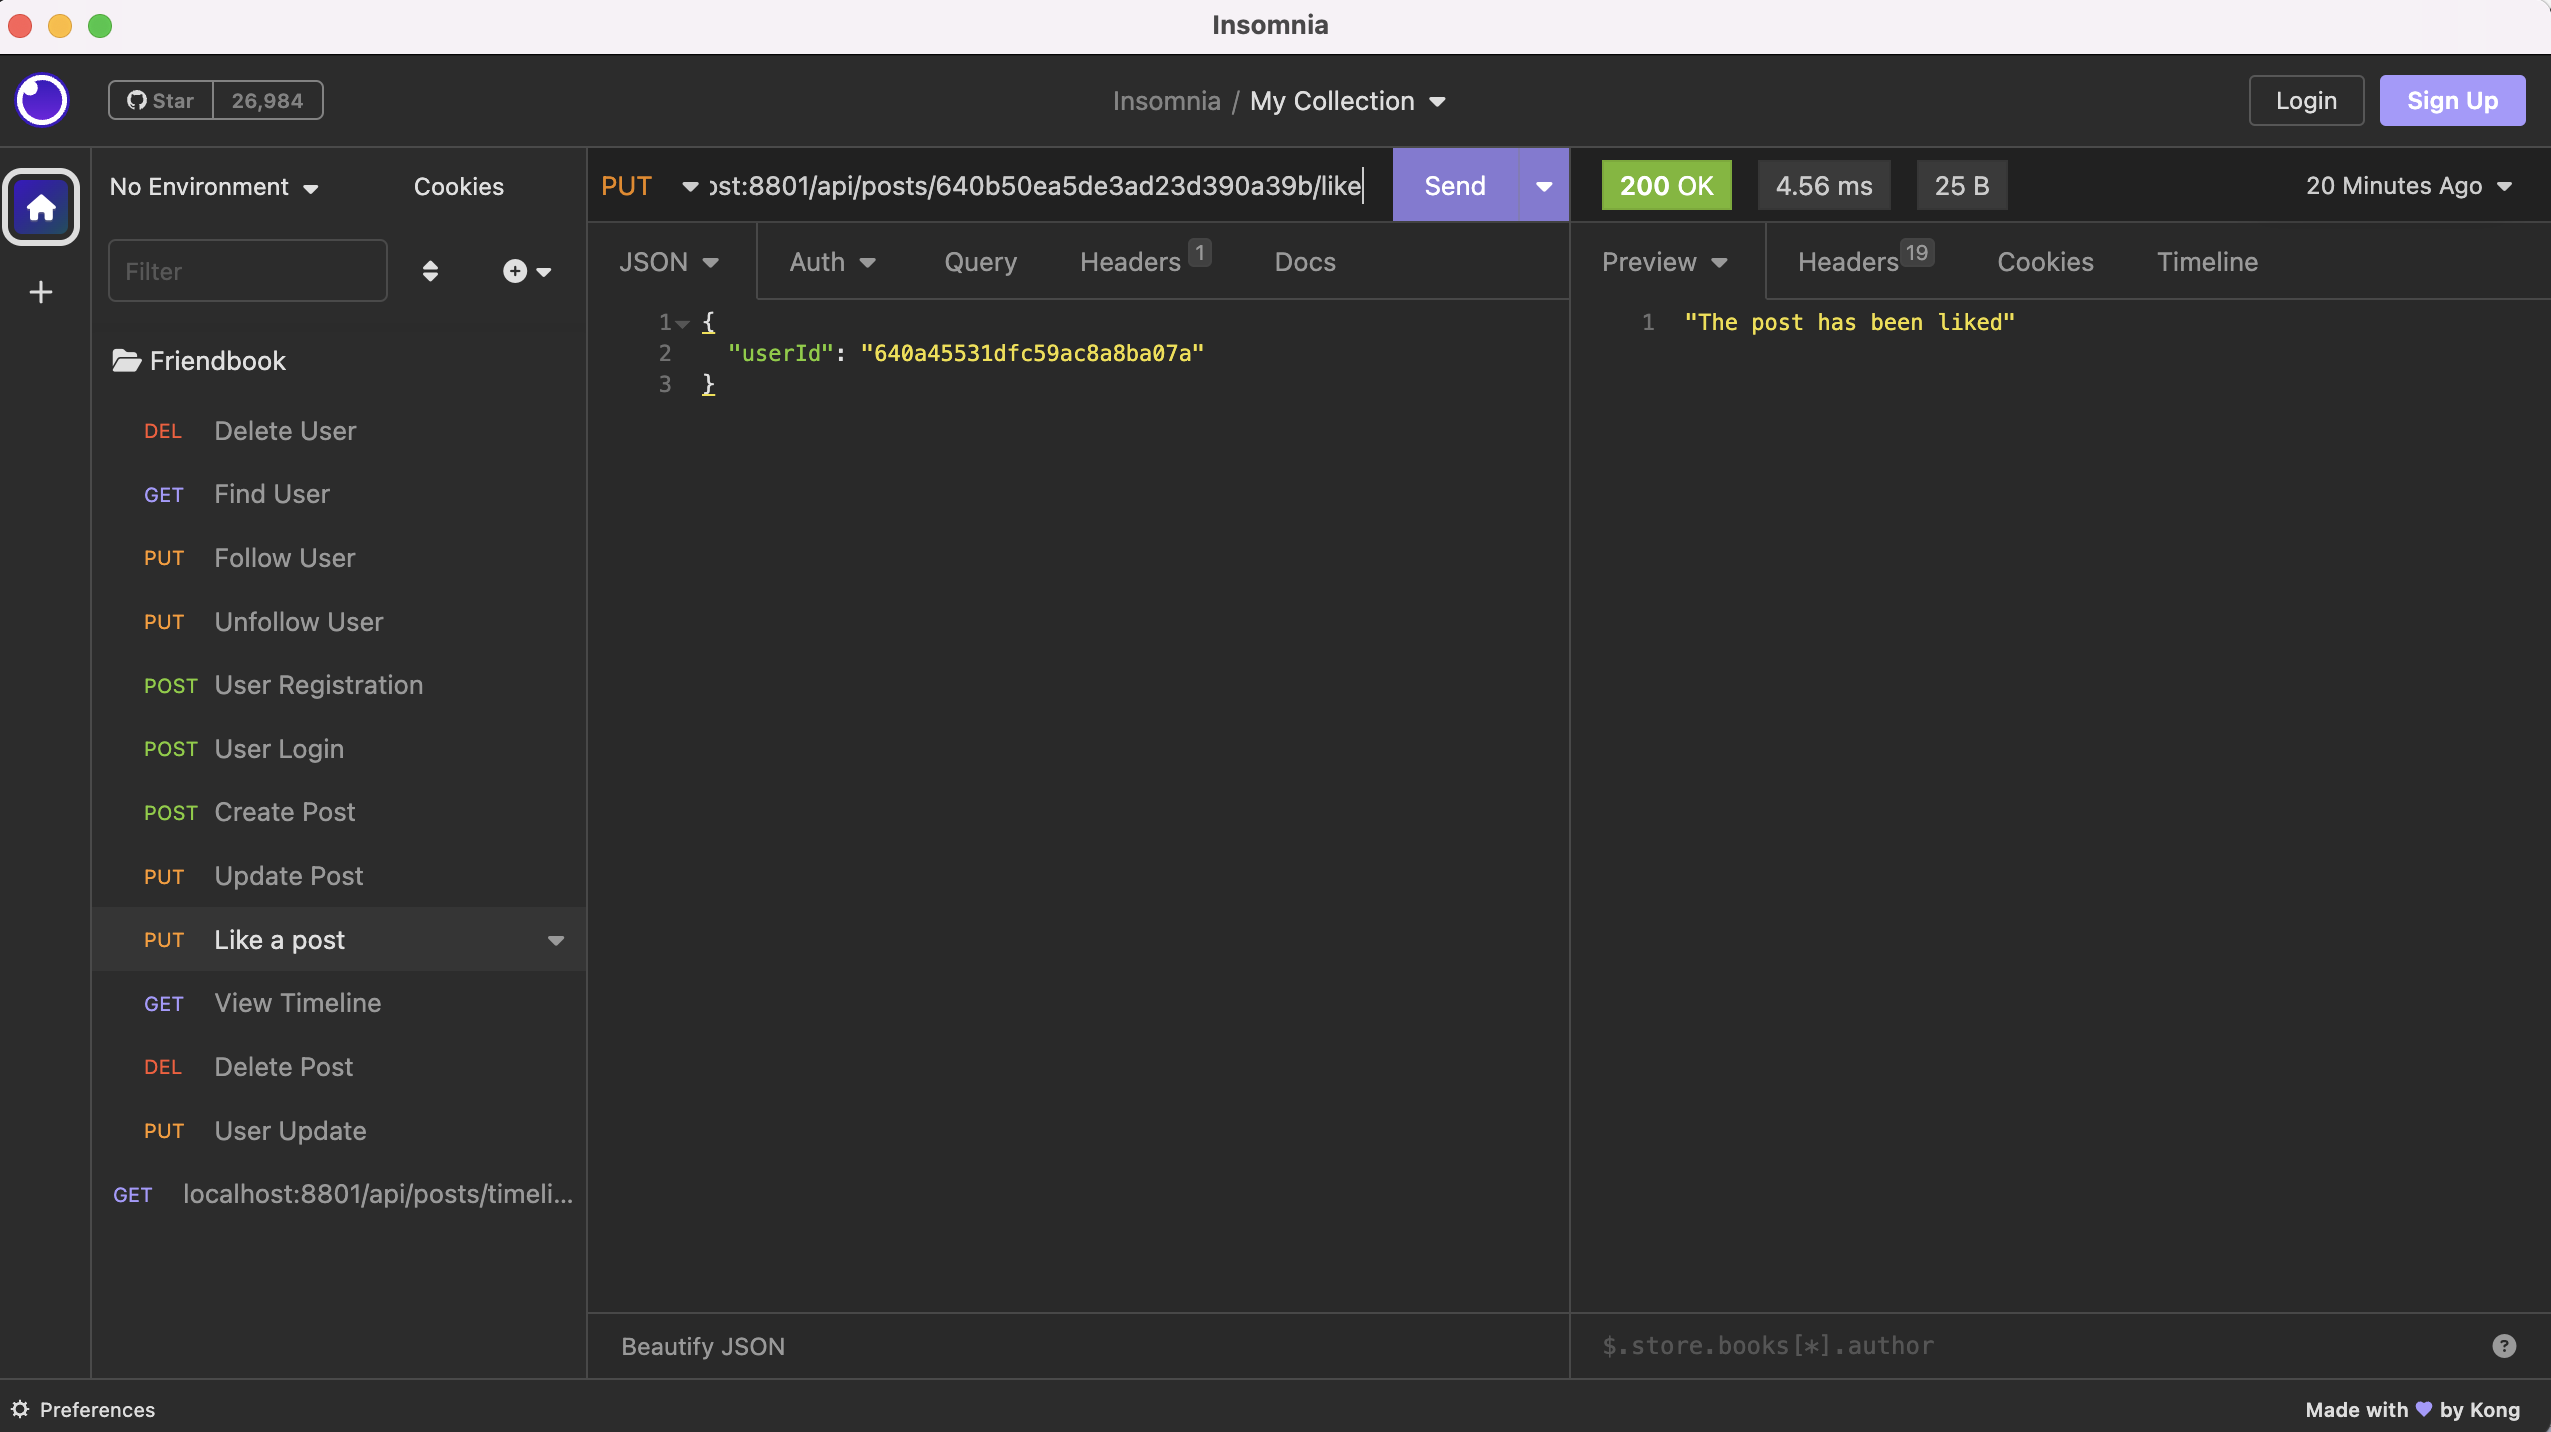 Insomnia
Star 26,984
Insomnia / My Collection
Login
Sign Up
No Environment
Cookies
Filter
Friendbook
DEL Delete User
GET Find User
PUT Follow User
PUT Unfollow User
POST User Registration
POST User Login
POST Create Post
PUT Update Post
PUT Like a post
GET View Timeline
DEL Delete Post
PUT User Update
GET localhost:8801/api/posts/timeli...
PUT ost:8801/api/posts/640b50ea5de3ad23d390a39b/like
Send
JSON Auth Query Headers 1 Docs
1 {
2 "userId": "640a45531dfc59ac8a8ba07a"
3 }
Beautify JSON
200 OK 4.56 ms 25 B 20 Minutes Ago
Preview Headers 19 Cookies Timeline
1 "The post has been liked"
$.store.books[*].author
?
Preferences
Made with 💜 by Kong